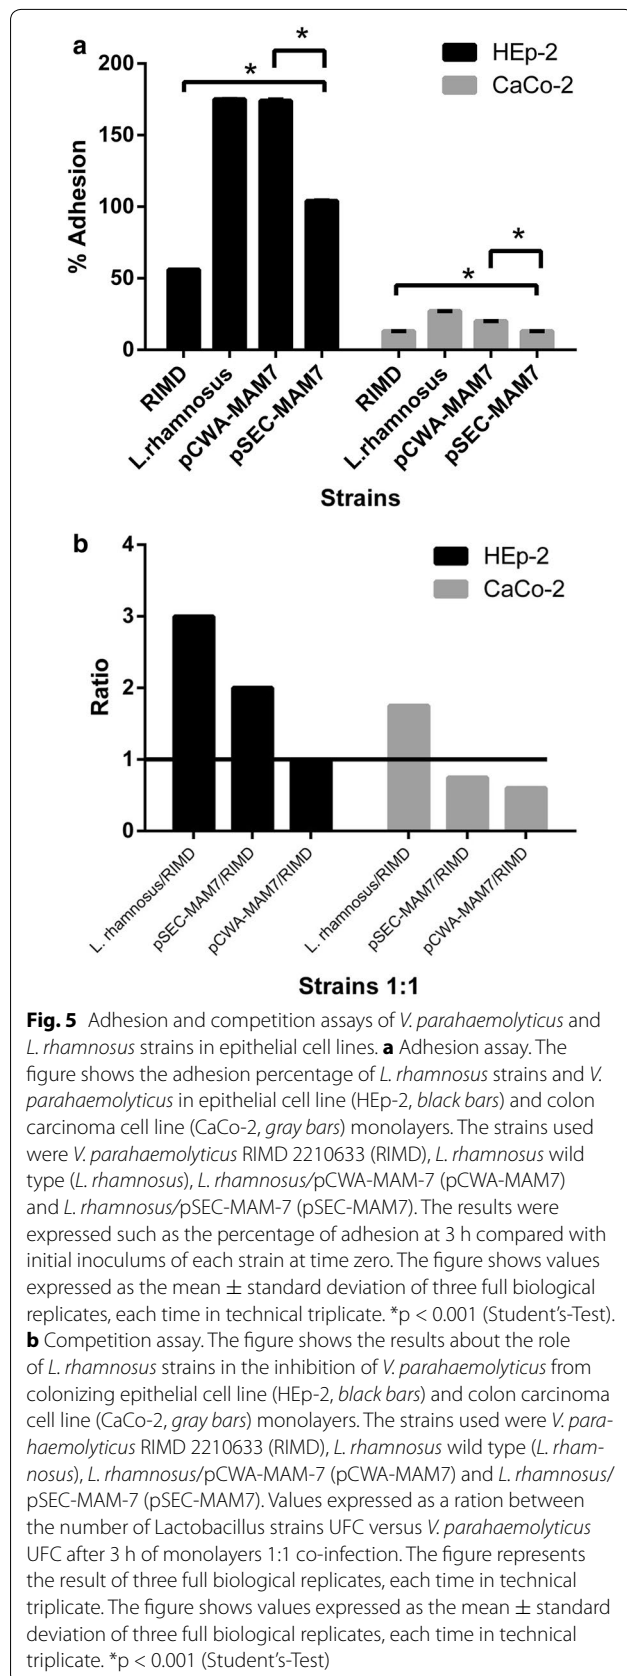 a
*
*
HEp-2
CaCo-2
200
150
100
50
0
% Adhesion
*
*
RIMD
L.rhamnosus
pCWA-MAM7
pSEC-MAM7
RIMD
L.rhamnosus
pCWA-MAM7
pSEC-MAM7
Strains
b
HEp-2
CaCo-2
4
3
2
1
0
Ratio
L. rhamnosus/RIMD
pSEC-MAM7/RIMD
pCWA-MAM7/RIMD
L. rhamnosus/RIMD
pSEC-MAM7/RIMD
pCWA-MAM7/RIMD
Strains 1:1
Fig. 5 Adhesion and competition assays of V. parahaemolyticus and
L. rhamnosus strains in epithelial cell lines. a Adhesion assay. The
figure shows the adhesion percentage of L. rhamnosus strains and V.
parahaemolyticus in epithelial cell line (HEp-2, black bars) and colon
carcinoma cell line (CaCo-2, gray bars) monolayers. The strains used
were V. parahaemolyticus RIMD 2210633 (RIMD), L. rhamnosus wild
type (L. rhamnosus), L. rhamnosus/pCWA-MAM-7 (pCWA-MAM7)
and L. rhamnosus/pSEC-MAM-7 (pSEC-MAM7). The results were
expressed such as the percentage of adhesion at 3 h compared with
initial inoculums of each strain at time zero. The figure shows values
expressed as the mean ± standard deviation of three full biological
replicates, each time in technical triplicate. *p < 0.001 (Student's-Test).
b Competition assay. The figure shows the results about the role
of L. rhamnosus strains in the inhibition of V. parahaemolyticus from
colonizing epithelial cell line (HEp-2, black bars) and colon carcinoma
cell line (CaCo-2, gray bars) monolayers. The strains used were V. para-
haemolyticus RIMD 2210633 (RIMD), L. rhamnosus wild type (L. rham-
nosus), L. rhamnosus/pCWA-MAM-7 (pCWA-MAM7) and L. rhamnosus/
pSEC-MAM-7 (pSEC-MAM7). Values expressed as a ration between
the number of Lactobacillus strains UFC versus V. parahaemolyticus
UFC after 3 h of monolayers 1:1 co-infection. The figure represents
the result of three full biological replicates, each time in technical
triplicate. The figure shows values expressed as the mean ± standard
deviation of three full biological replicates, each time in technical
triplicate. *p < 0.001 (Student-Test)